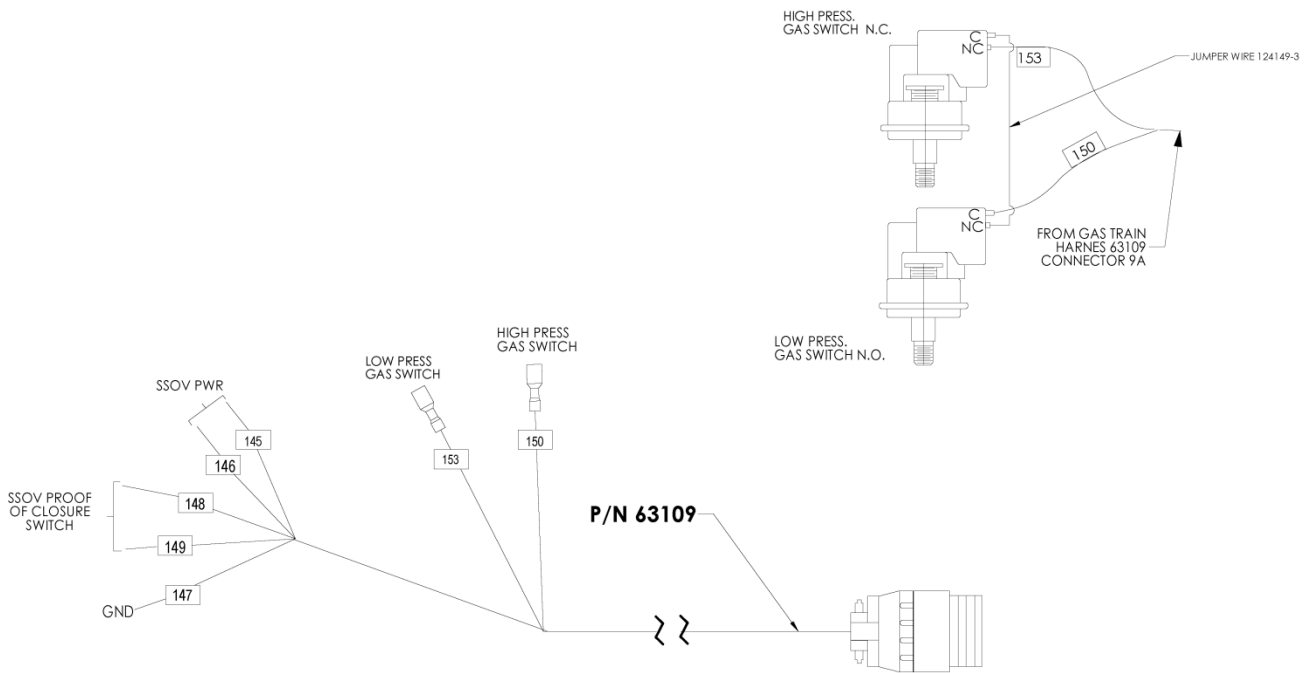 HIGH PRESS.
GAS SWITCH N.C.
C
NC
153
JUMPER WIRE 124149-3
150
C
NC
FROM GAS TRAIN
HARNES 63109
CONNECTOR 9A
LOW PRESS.
GAS SWITCH N.O.
HIGH PRESS
GAS SWITCH
LOW PRESS
GAS SWITCH
SSOV PWR
145
146
153
150
SSOV PROOF
OF CLOSURE
SWITCH
148
149
147
GND
P/N 63109